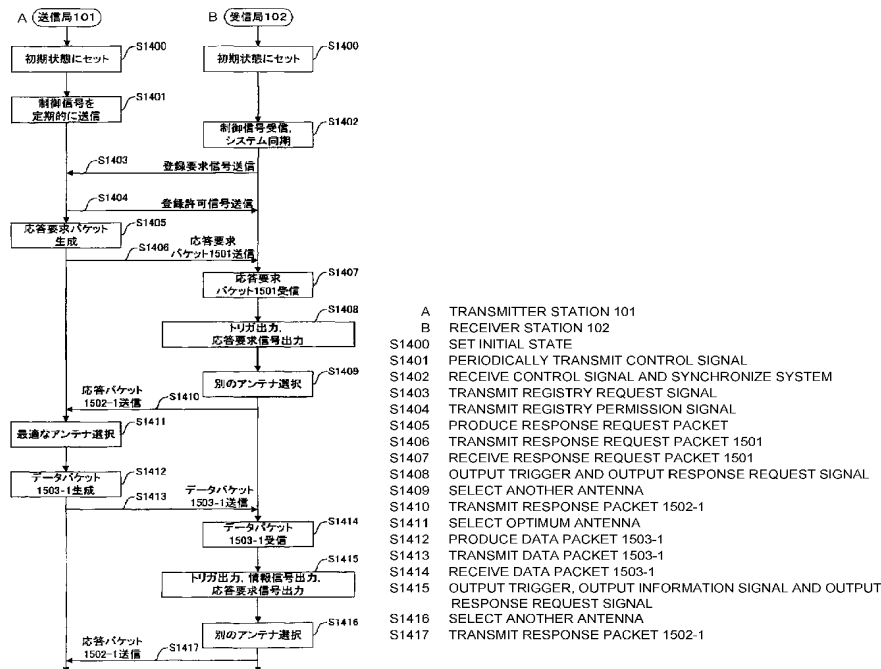 A 送信局101
B 受信局102
初期状態にセット
S1400
初期状態にセット
S1400
制御信号を
定期的に送信
S1401
制御信号受信,
システム同期
S1402
S1403
登録要求信号送信
S1404
登録許可信号送信
応答要求パケット
生成
S1405
S1406
応答要求
パケット1501送信
応答要求
パケット1501受信
S1407
トリガ出力,
応答要求信号出力
S1408
別のアンテナ選択
S1409
応答パケット
1502-1送信
S1410
最適なアンテナ選択
S1411
データパケット
1503-1生成
S1412
S1413
データパケット
1503-1送信
データパケット
1503-1受信
S1414
トリガ出力, 情報信号出力,
応答要求信号出力
S1415
別のアンテナ選択
S1416
応答パケット
1502-1送信
S1417
A TRANSMITTER STATION 101
B RECEIVER STATION 102
S1400 SET INITIAL STATE
S1401 PERIODICALLY TRANSMIT CONTROL SIGNAL
S1402 RECEIVE CONTROL SIGNAL AND SYNCHRONIZE SYSTEM
S1403 TRANSMIT REGISTRY REQUEST SIGNAL
S1404 TRANSMIT REGISTRY PERMISSION SIGNAL
S1405 PRODUCE RESPONSE REQUEST PACKET
S1406 TRANSMIT RESPONSE REQUEST PACKET 1501
S1407 RECEIVE RESPONSE REQUEST PACKET 1501
S1408 OUTPUT TRIGGER AND OUTPUT RESPONSE REQUEST SIGNAL
S1409 SELECT ANOTHER ANTENNA
S1410 TRANSMIT RESPONSE PACKET 1502-1
S1411 SELECT OPTIMUM ANTENNA
S1412 PRODUCE DATA PACKET 1503-1
S1413 TRANSMIT DATA PACKET 1503-1
S1414 RECEIVE DATA PACKET 1503-1
S1415 OUTPUT TRIGGER, OUTPUT INFORMATION SIGNAL AND OUTPUT
RESPONSE REQUEST SIGNAL
S1416 SELECT ANOTHER ANTENNA
S1417 TRANSMIT RESPONSE PACKET 1502-1